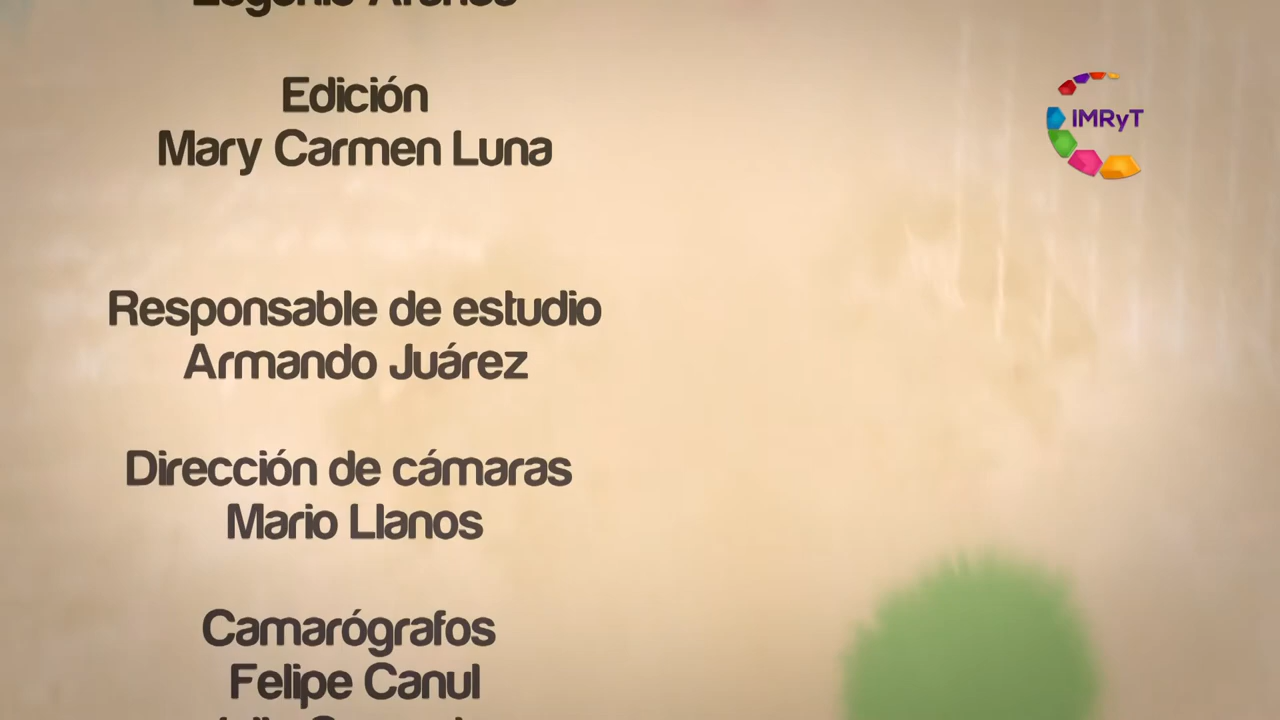 Edición
Mary Carmen Luna
IMRyT
Responsable de estudio
Armando Juárez
Dirección de cámaras
Mario Llanos
Camarógrafos
Felipe Canul